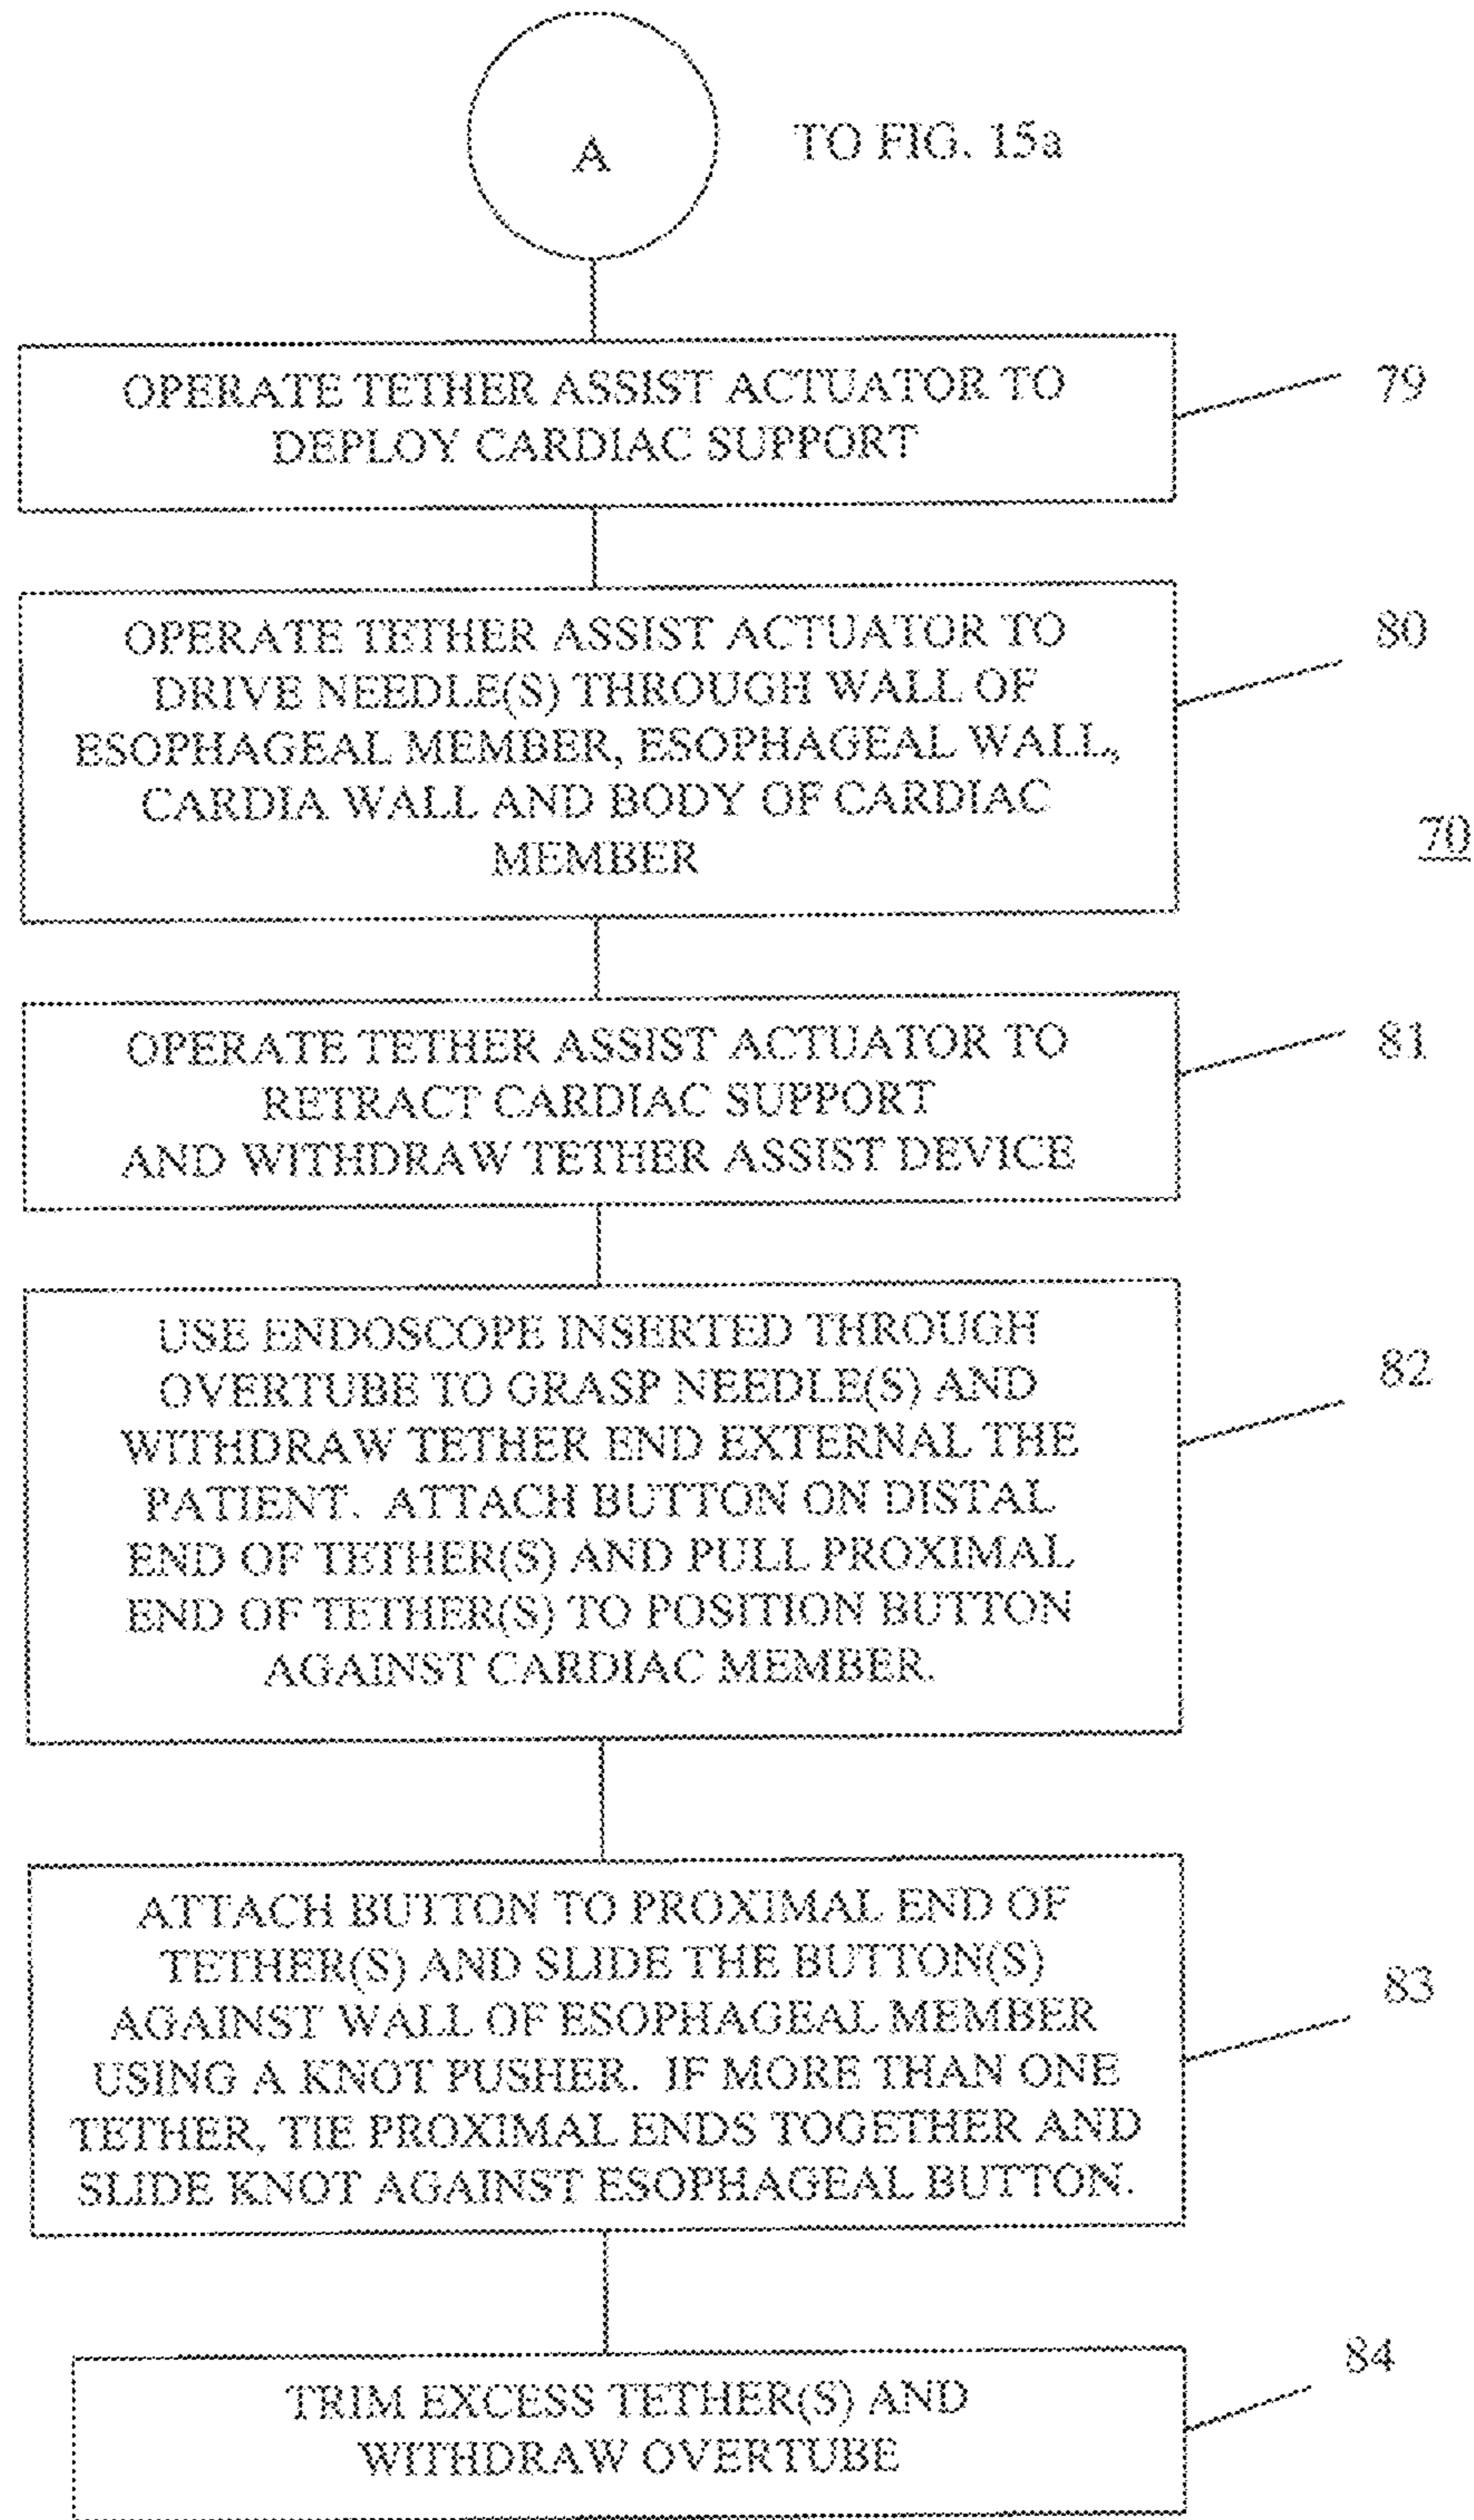 A
TO FIG. 15a
OPERATE TETHER ASSIST ACTUATOR TO
DEPLOY CARDIAC SUPPORT
79
OPERATE TETHER ASSIST ACTUATOR TO
DRIVE NEEDLE(S) THROUGH WALL OF
ESOPHAGEAL MEMBER, ESOPHAGEAL WALL,
CARDIA WALL AND BODY OF CARDIAC
MEMBER
80
70
OPERATE TETHER ASSIST ACTUATOR TO
RETRACT CARDIAC SUPPORT
AND WITHDRAW TETHER ASSIST DEVICE
81
USE ENDOSCOPE INSERTED THROUGH
OVERTUBE TO GRASP NEEDLE(S) AND
WITHDRAW TETHER END EXTERNAL THE
PATIENT. ATTACH BUTTON ON DISTAL
END OF TETHER(S) AND PULL PROXIMAL
END OF TETHER(S) TO POSITION BUTTON
AGAINST CARDIAC MEMBER.
82
ATTACH BUTTON TO PROXIMAL END OF
TETHER(S) AND SLIDE THE BUTTON(S)
AGAINST WALL OF ESOPHAGEAL MEMBER
USING A KNOT PUSHER. IF MORE THAN ONE
TETHER, TIE PROXIMAL ENDS TOGETHER AND
SLIDE KNOT AGAINST ESOPHAGEAL BUTTON.
83
TRIM EXCESS TETHER(S) AND
WITHDRAW OVERTUBE
84